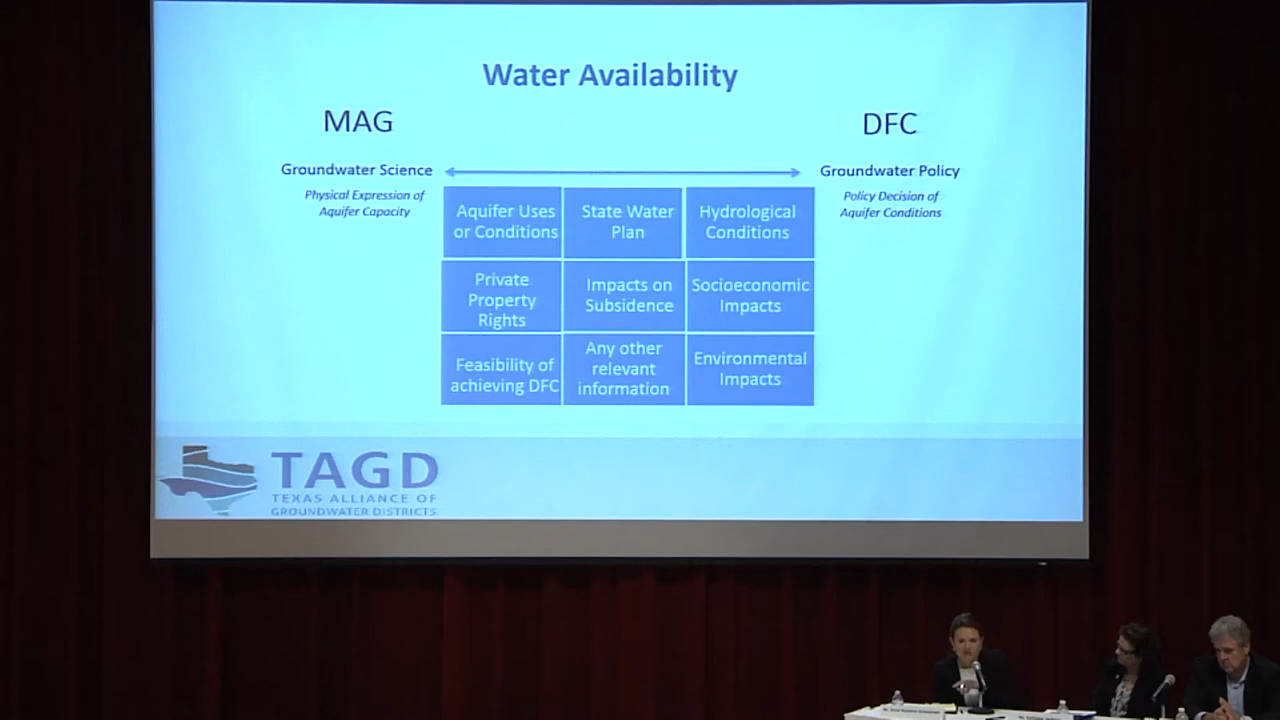 Water Availability
MAG
DFC
Groundwater Science
Groundwater Policy
Physical Expression of
Aquifer Capacity
Policy Decision of
Aquifer Conditions
Aquifer Uses
or Conditions
State Water
Plan
Hydrological
Conditions
Private
Property
Rights
Impacts on
Subsidence
Socioeconomic
Impacts
Feasibility of
achieving DFC
Any other
relevant
information
Environmental
Impacts
TAGD
TEXAS ALLIANCE OF
GROUNDWATER DISTRICTS